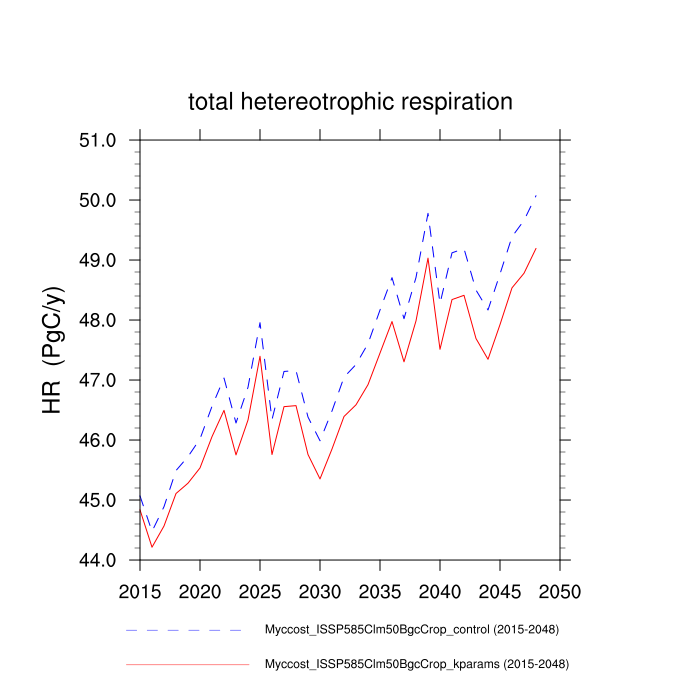 total hetereotrophic respiration
HR (PgC/y)
51.0
50.0
49.0
48.0
47.0
46.0
45.0
44.0
2015 2020 2025 2030 2035 2040 2045 2050
Myccost_ISSP585Clm50BgcCrop_control (2015-2048)
Myccost_ISSP585Clm50BgcCrop_kparams (2015-2048)